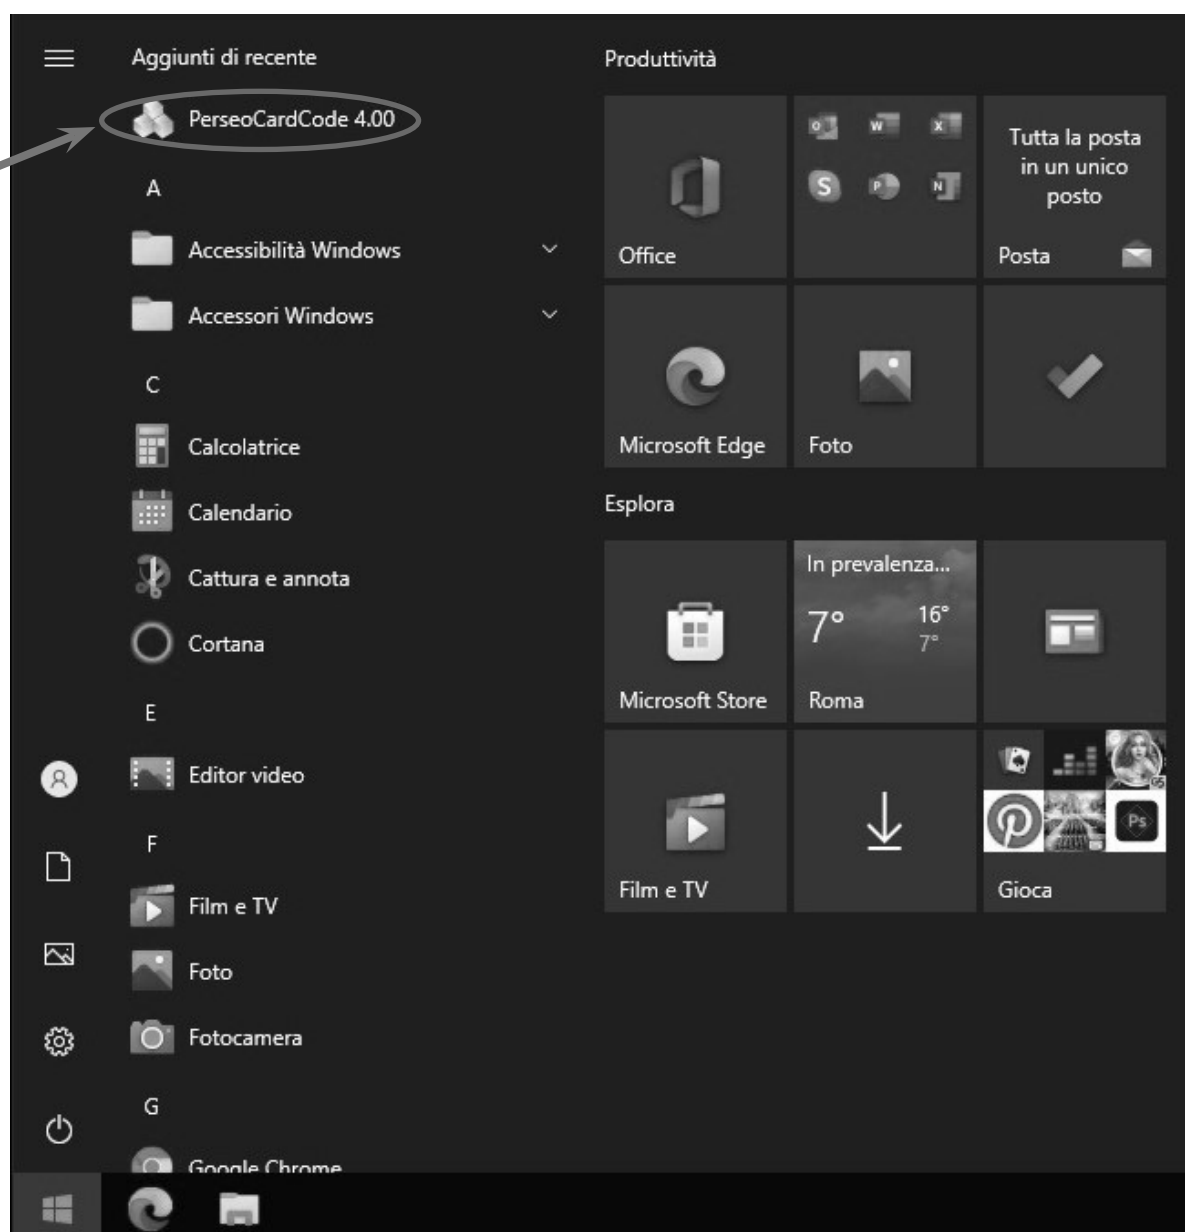 Aggiunti di recente
PerseoCardCode 4.00
A
Accessibilità Windows
Accessori Windows
C
Calcolatrice
Calendario
Cattura e annota
Cortana
E
Editor video
F
Film e TV
Foto
Fotocamera
G
Google Chrome
Produttività
Office
Tutta la posta
in un unico
posto
Posta
Microsoft Edge
Foto
Esplora
Microsoft Store
In prevalenza...
7° 16°
7°
Roma
Film e TV
Ps
Gioca